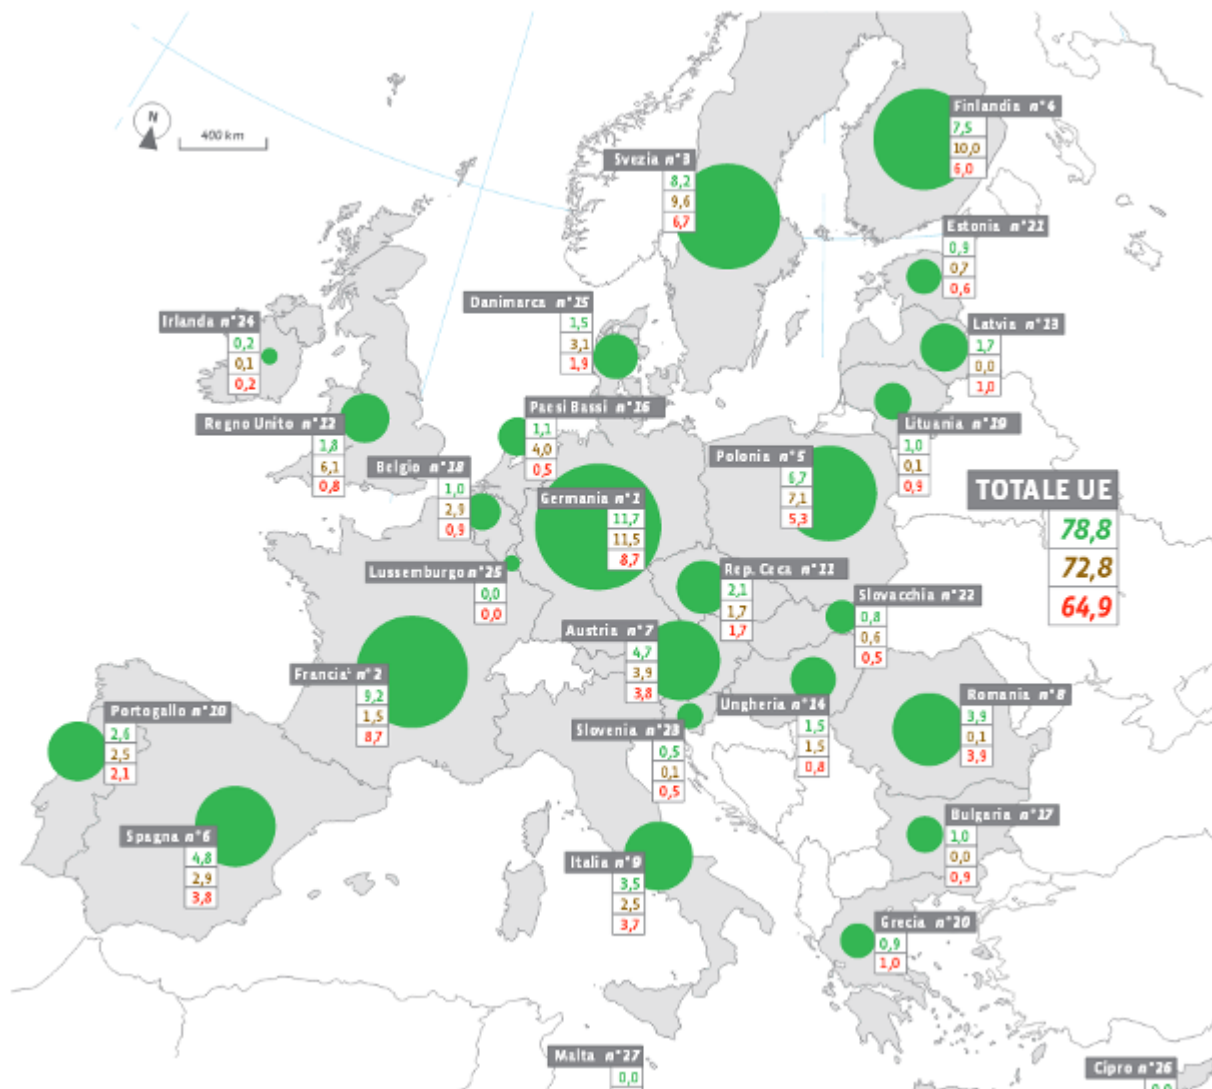 Finlandia n°4
7,5
10,0
6,0
N
400 km
Svezia n°3
8,2
9,6
6,7
Estonia n°21
0,9
0,7
0,6
Danimarca n°15
1,5
3,1
1,9
Irlanda n°24
0,2
0,1
0,2
Latvia n°13
1,7
0,0
1,0
Paesi Bassi n°16
1,1
4,0
0,5
Regno Unito n°12
1,8
6,1
0,8
Lituania n°19
1,0
0,1
0,9
Polonia n°5
6,7
7,1
5,3
Belgio n°18
1,0
2,9
0,9
Germania n°1
11,7
11,5
8,7
TOTALE UE
78,8
72,8
64,9
Lussemburgo n°25
0,0
0,0
Rep. Ceca n°11
2,1
1,7
1,7
Slovacchia n°22
0,8
0,6
0,5
Austria n°7
4,7
3,9
3,8
Francia¹ n°2
9,2
1,5
8,7
Ungheria n°14
1,5
1,5
0,8
Romania n°8
3,9
0,1
3,9
Portogallo n°10
2,6
2,5
2,1
Slovenia n°23
0,5
0,1
0,5
Bulgaria n°17
1,0
0,0
0,9
Spagna n°6
4,8
2,9
3,8
Italia n°9
3,5
2,5
3,7
Grecia n°20
0,9
1,0
Malta n°27
0,0
Cipro n°26
0,0